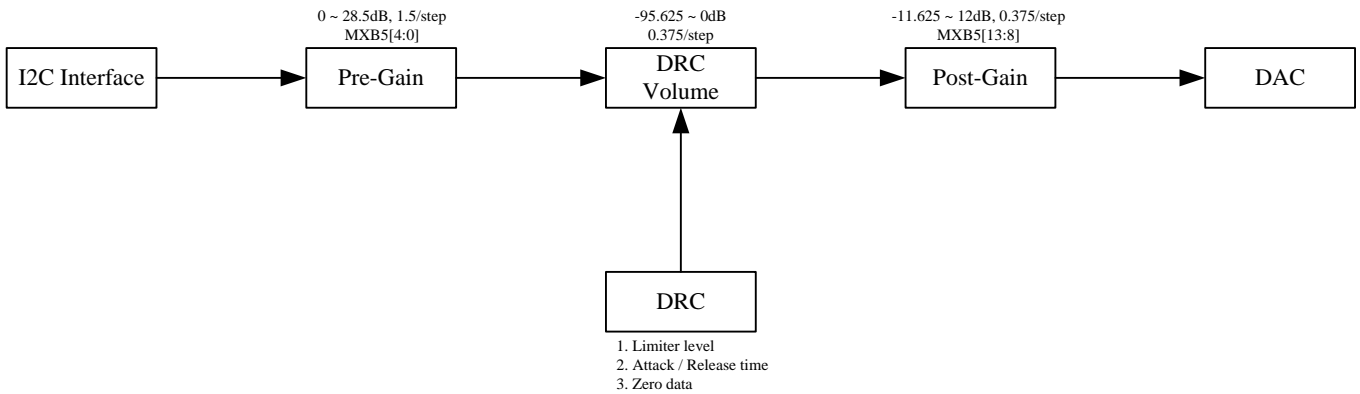 0 ~ 28.5dB, 1.5/step
MXB5[4:0]
-95.625 ~ 0dB
0.375/step
-11.625 ~ 12dB, 0.375/step
MXB5[13:8]
I2C Interface
Pre-Gain
DRC
Volume
Post-Gain
DAC
DRC
1. Limiter level
2. Attack / Release time
3. Zero data